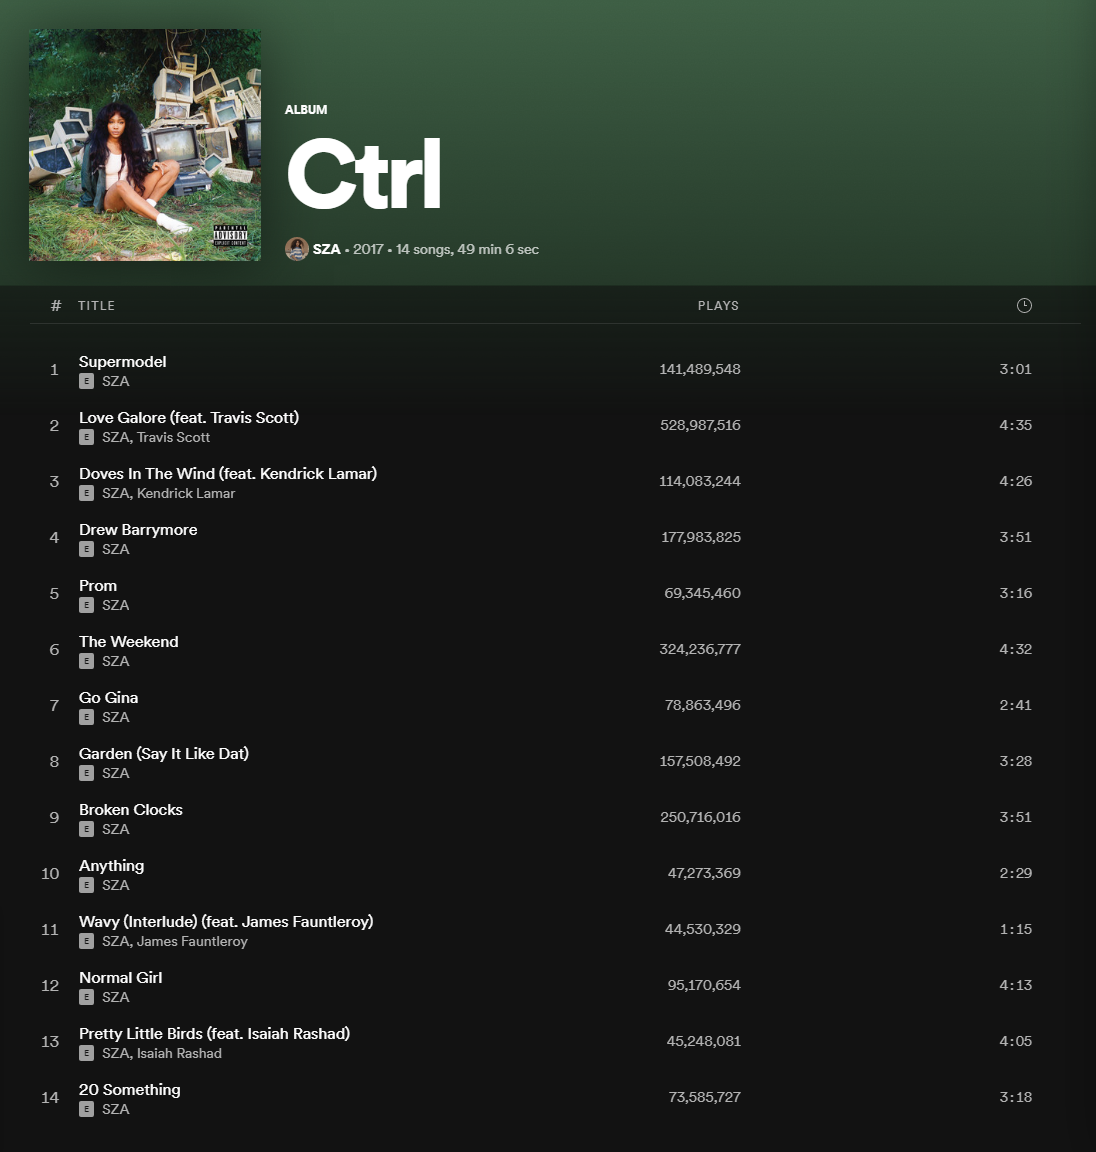 PARENTAL
ADVISORY
EXPLICIT CONTENT
ALBUM
Ctrl
SZA • 2017 • 14 songs, 49 min 6 sec
# TITLE PLAYS
1 Supermodel 141,489,548 3:01
E SZA
2 Love Galore (feat. Travis Scott) 528,987,516 4:35
E SZA, Travis Scott
3 Doves In The Wind (feat. Kendrick Lamar) 114,083,244 4:26
E SZA, Kendrick Lamar
4 Drew Barrymore 177,983,825 3:51
E SZA
5 Prom 69,345,460 3:16
E SZA
6 The Weekend 324,236,777 4:32
E SZA
7 Go Gina 78,863,496 2:41
E SZA
8 Garden (Say It Like Dat) 157,508,492 3:28
E SZA
9 Broken Clocks 250,716,016 3:51
E SZA
10 Anything 47,273,369 2:29
E SZA
11 Wavy (Interlude) (feat. James Fauntleroy) 44,530,329 1:15
E SZA, James Fauntleroy
12 Normal Girl 95,170,654 4:13
E SZA
13 Pretty Little Birds (feat. Isaiah Rashad) 45,248,081 4:05
E SZA, Isaiah Rashad
14 20 Something 73,585,727 3:18
E SZA